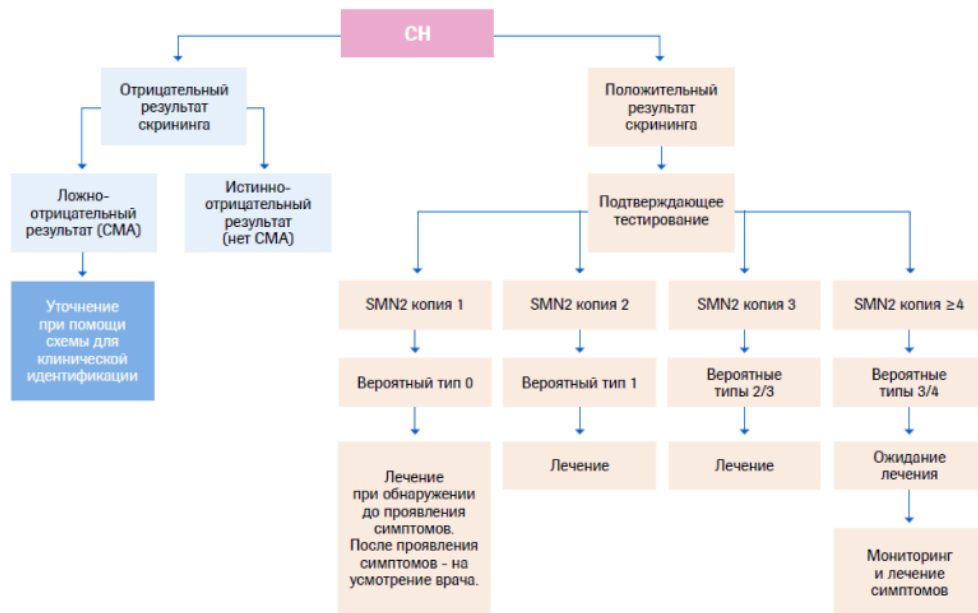 СН
Отрицательный
результат
скрининга
Положительный
результат
скрининга
Ложно-
отрицательный
результат (СМА)
Истинно-
отрицательный
результат
(нет СМА)
Подтверждающее
тестирование
Уточнение
при помощи
схемы для
клинической
идентификации
SMN2 копия 1
SMN2 копия 2
SMN2 копия 3
SMN2 копия ≥4
Вероятный тип 0
Вероятный тип 1
Вероятные
типы 2/3
Вероятные
типы 3/4
Лечение
при обнаружении
до проявления
симптомов.
После проявления
симптомов - на
усмотрение врача.
Лечение
Лечение
Ожидание
лечения
Мониторинг
и лечение
симптомов